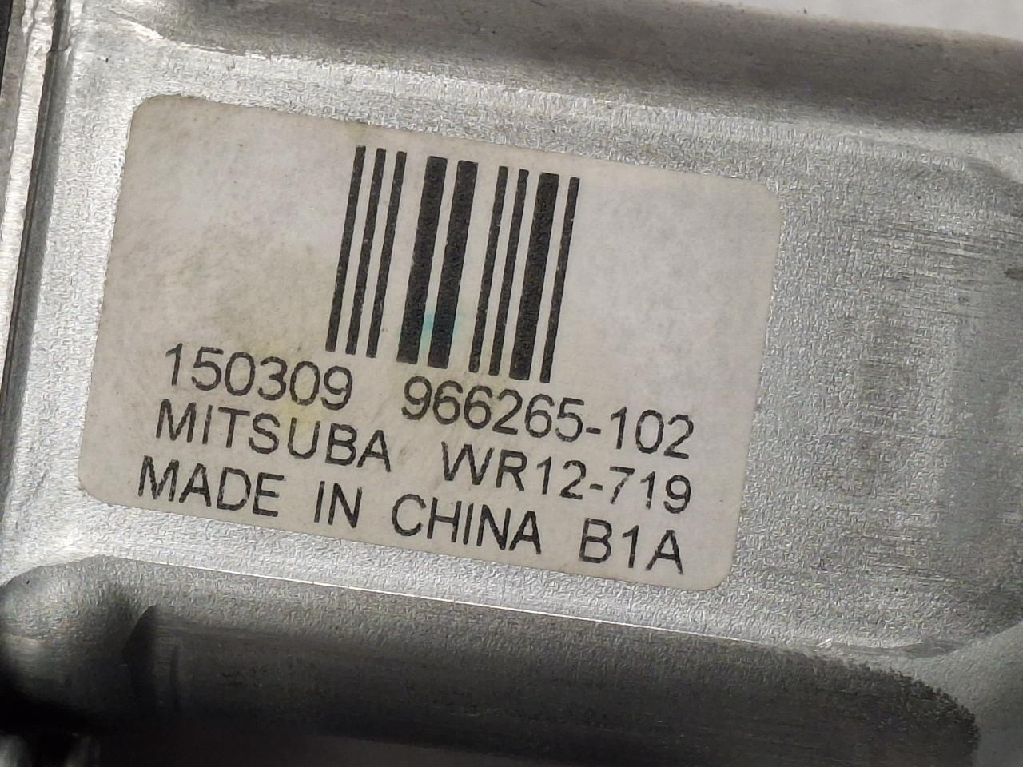 150309 966265-102
MITSUBA WR12-719
MADE IN CHINA B1A